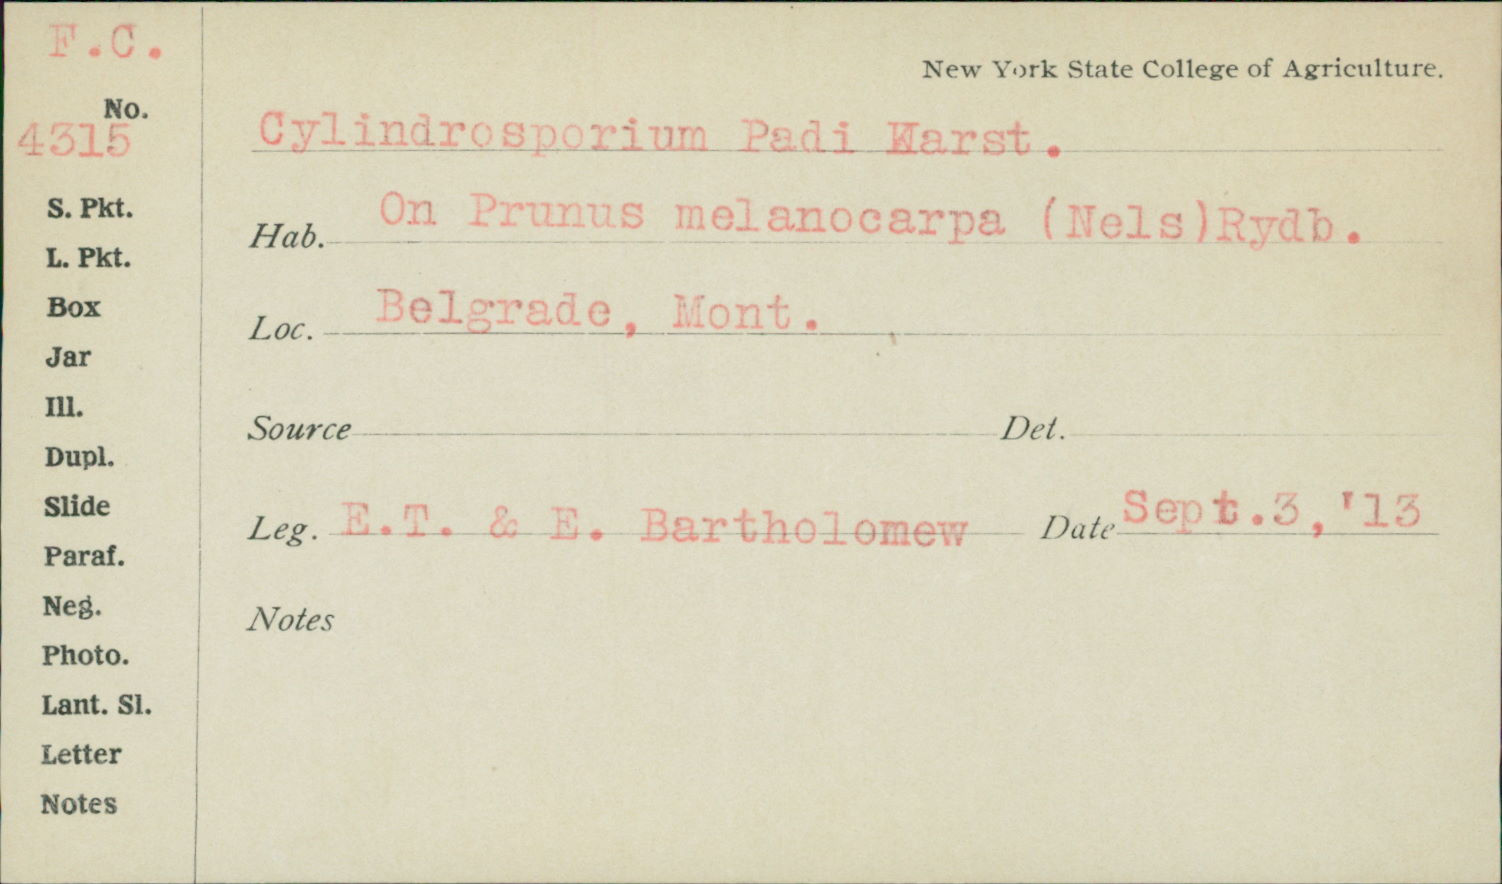 F.C.
New York State College of Agriculture.
No.
4315
Cylindrosporium Padi Karst.
S. Pkt.
Hab. On Prunus melanocarpa (Nels)Rydb.
L. Pkt.
Box
Loc. Belgrade, Mont.
Jar
Ill.
Source Det.
Dupl.
Slide
Leg. E.T. & E. Bartholomew Date Sept.3,'13
Paraf.
Neg.
Notes
Photo.
Lant. Sl.
Letter
Notes